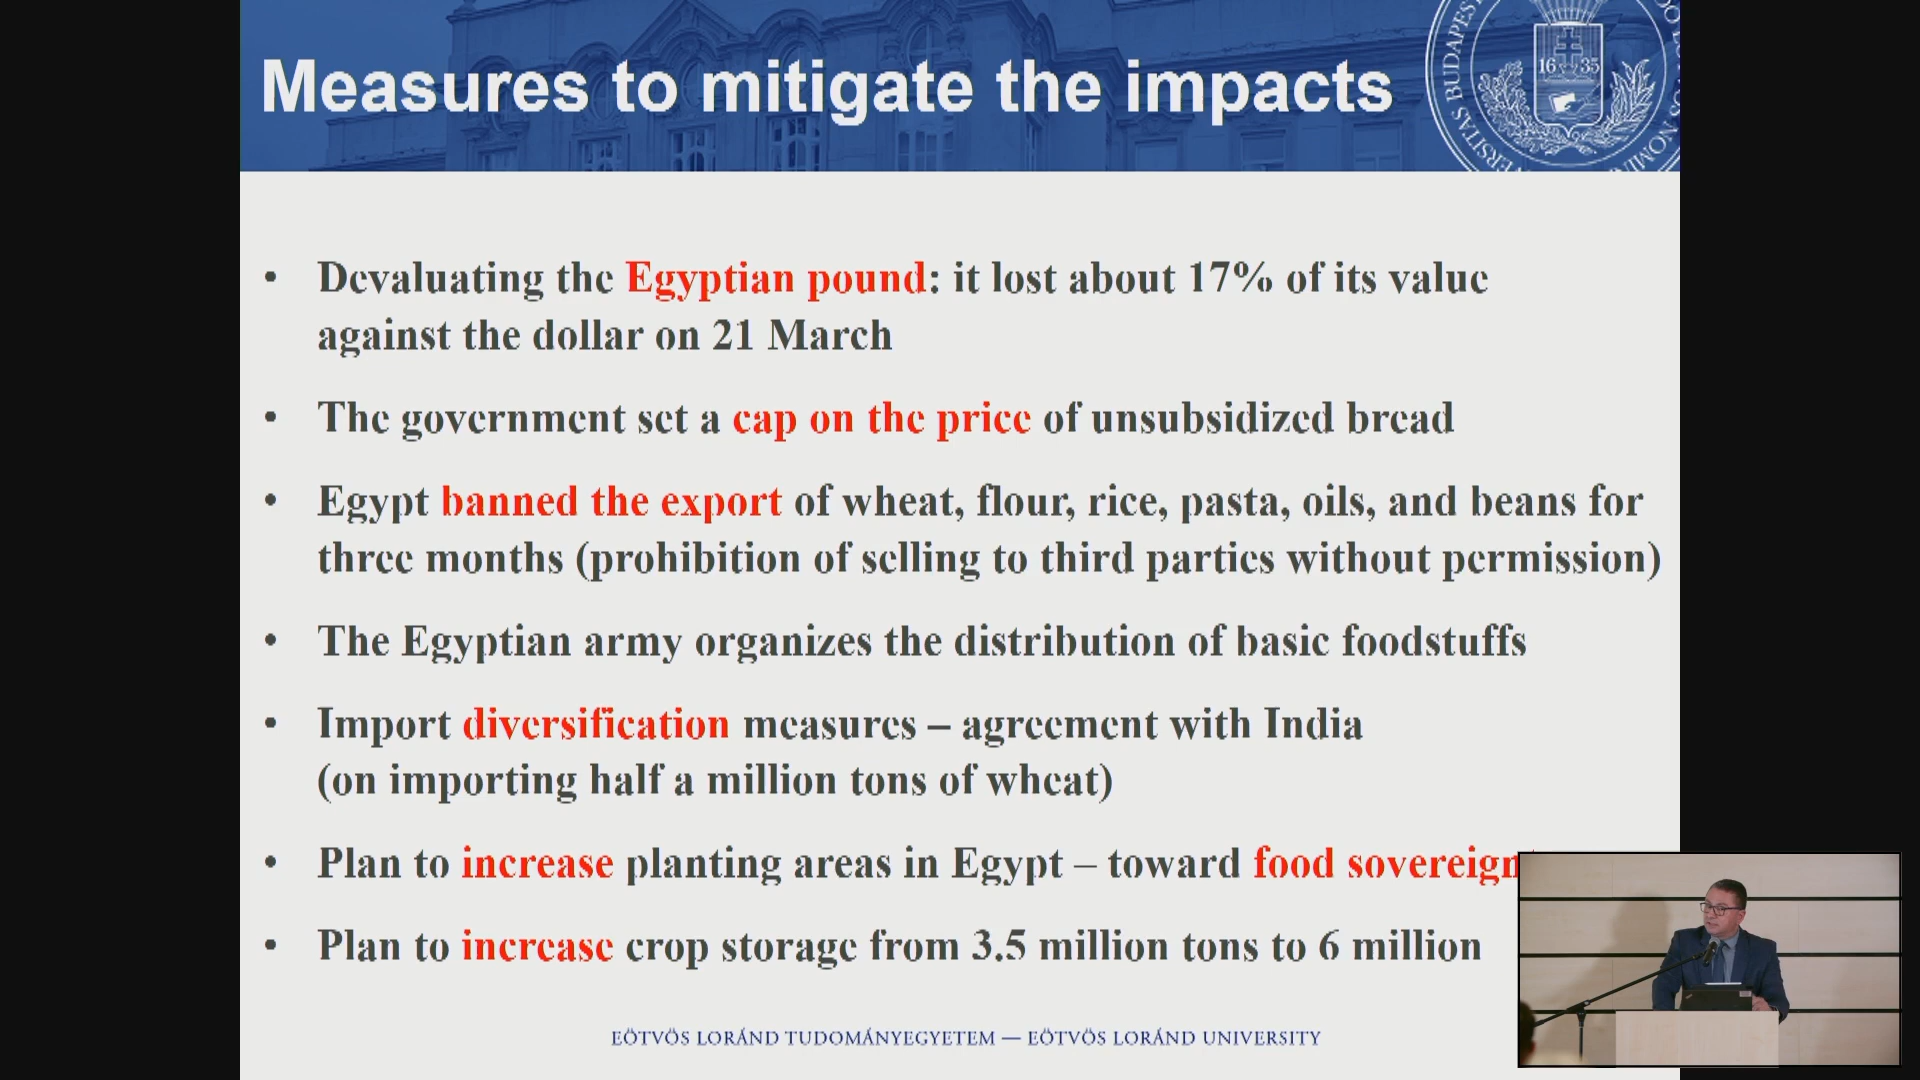 Measures to mitigate the impacts
BUDAPEST
16 35
• Devaluating the Egyptian pound: it lost about 17% of its value
against the dollar on 21 March
• The government set a cap on the price of unsubsidized bread
• Egypt banned the export of wheat, flour, rice, pasta, oils, and beans for
three months (prohibition of selling to third parties without permission)
• The Egyptian army organizes the distribution of basic foodstuffs
• Import diversification measures – agreement with India
(on importing half a million tons of wheat)
• Plan to increase planting areas in Egypt – toward food
• Plan to increase crop storage from 3.5 million tons to 6 million
EÖTVÖS LORÁND TUDOMÁNYEGYETEM — EÖTVÖS LORÁND UNIVERSITY